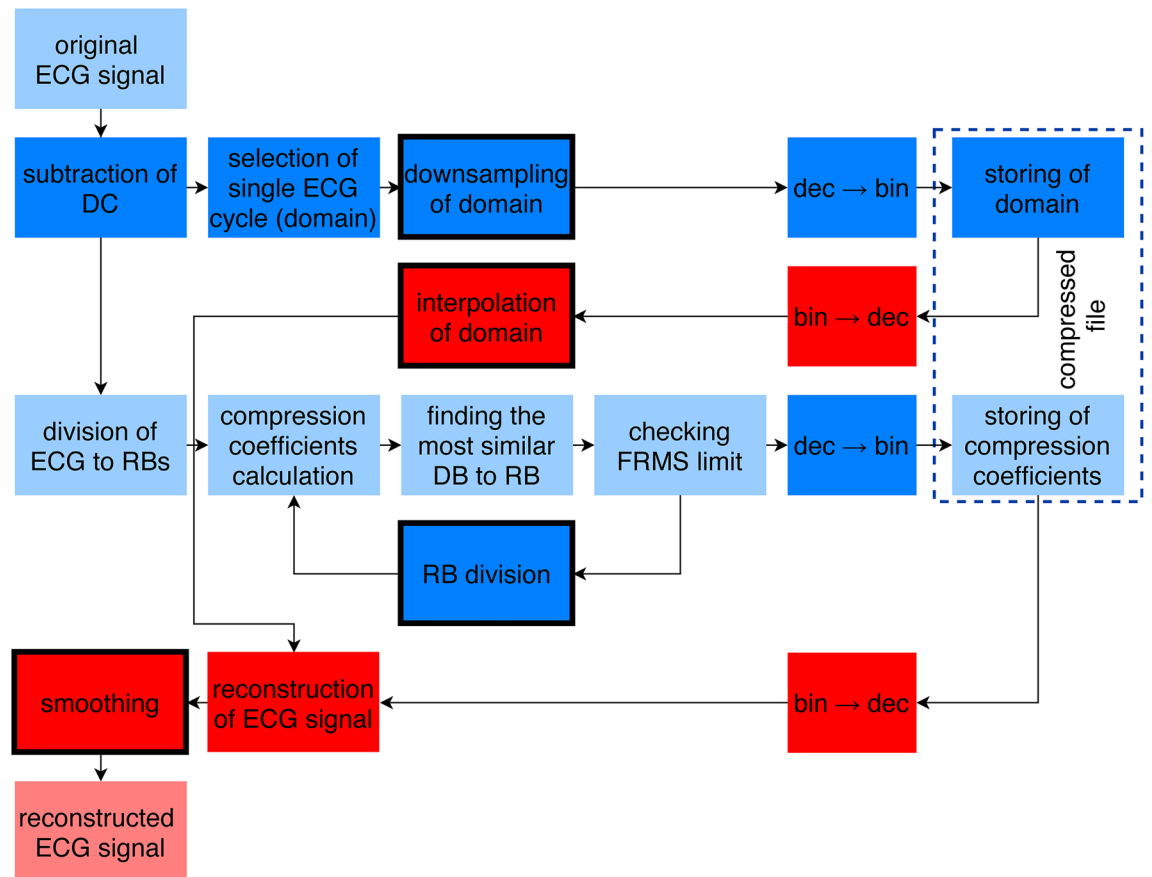 original
ECG signal
subtraction of
DC
selection of
single ECG
cycle (domain)
downsampling
of domain
dec → bin
storing of
domain
interpolation
of domain
bin → dec
compressed
file
division of
ECG to RBs
compression
coefficients
calculation
finding the
most similar
DB to RB
checking
FRMS limit
dec → bin
storing of
compression
coefficients
RB division
smoothing
reconstruction
of ECG signal
bin → dec
reconstructed
ECG signal